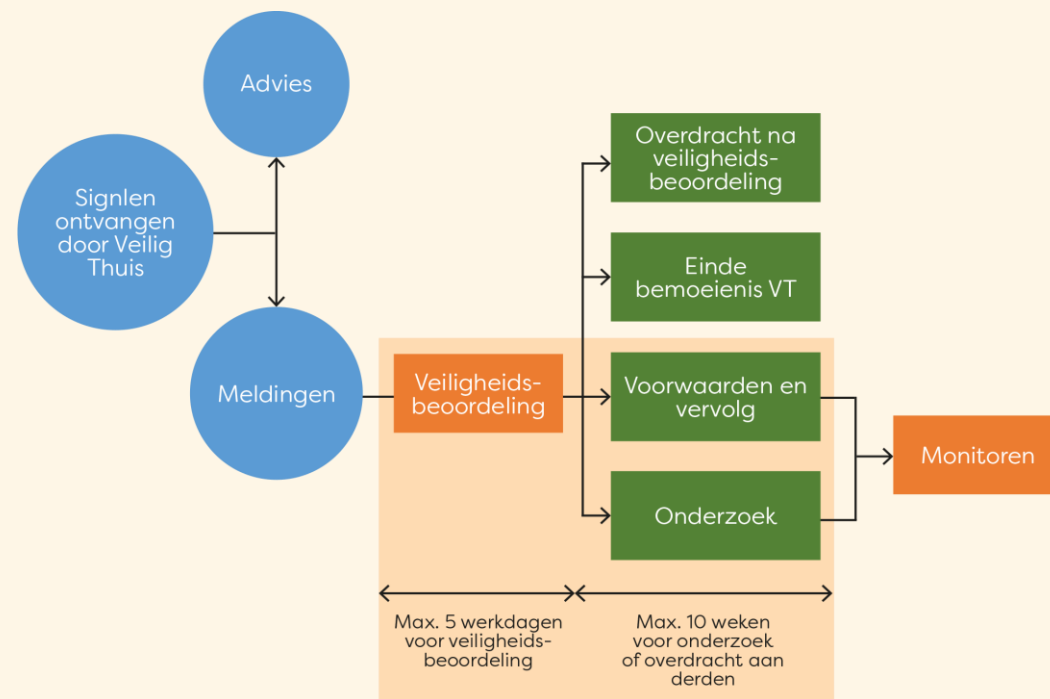 Advies
Signlen
ontvangen
door Veilig
Thuis
Meldingen
Veiligheids-
beoordeling
Overdracht na
veiligheids-
beoordeling
Einde
bemoeienis VT
Voorwaarden en
vervolg
Onderzoek
Monitoren
Max. 5 werkdagen
voor veiligheids-
beoordeling
Max. 10 weken
voor onderzoek
of overdracht aan
derden